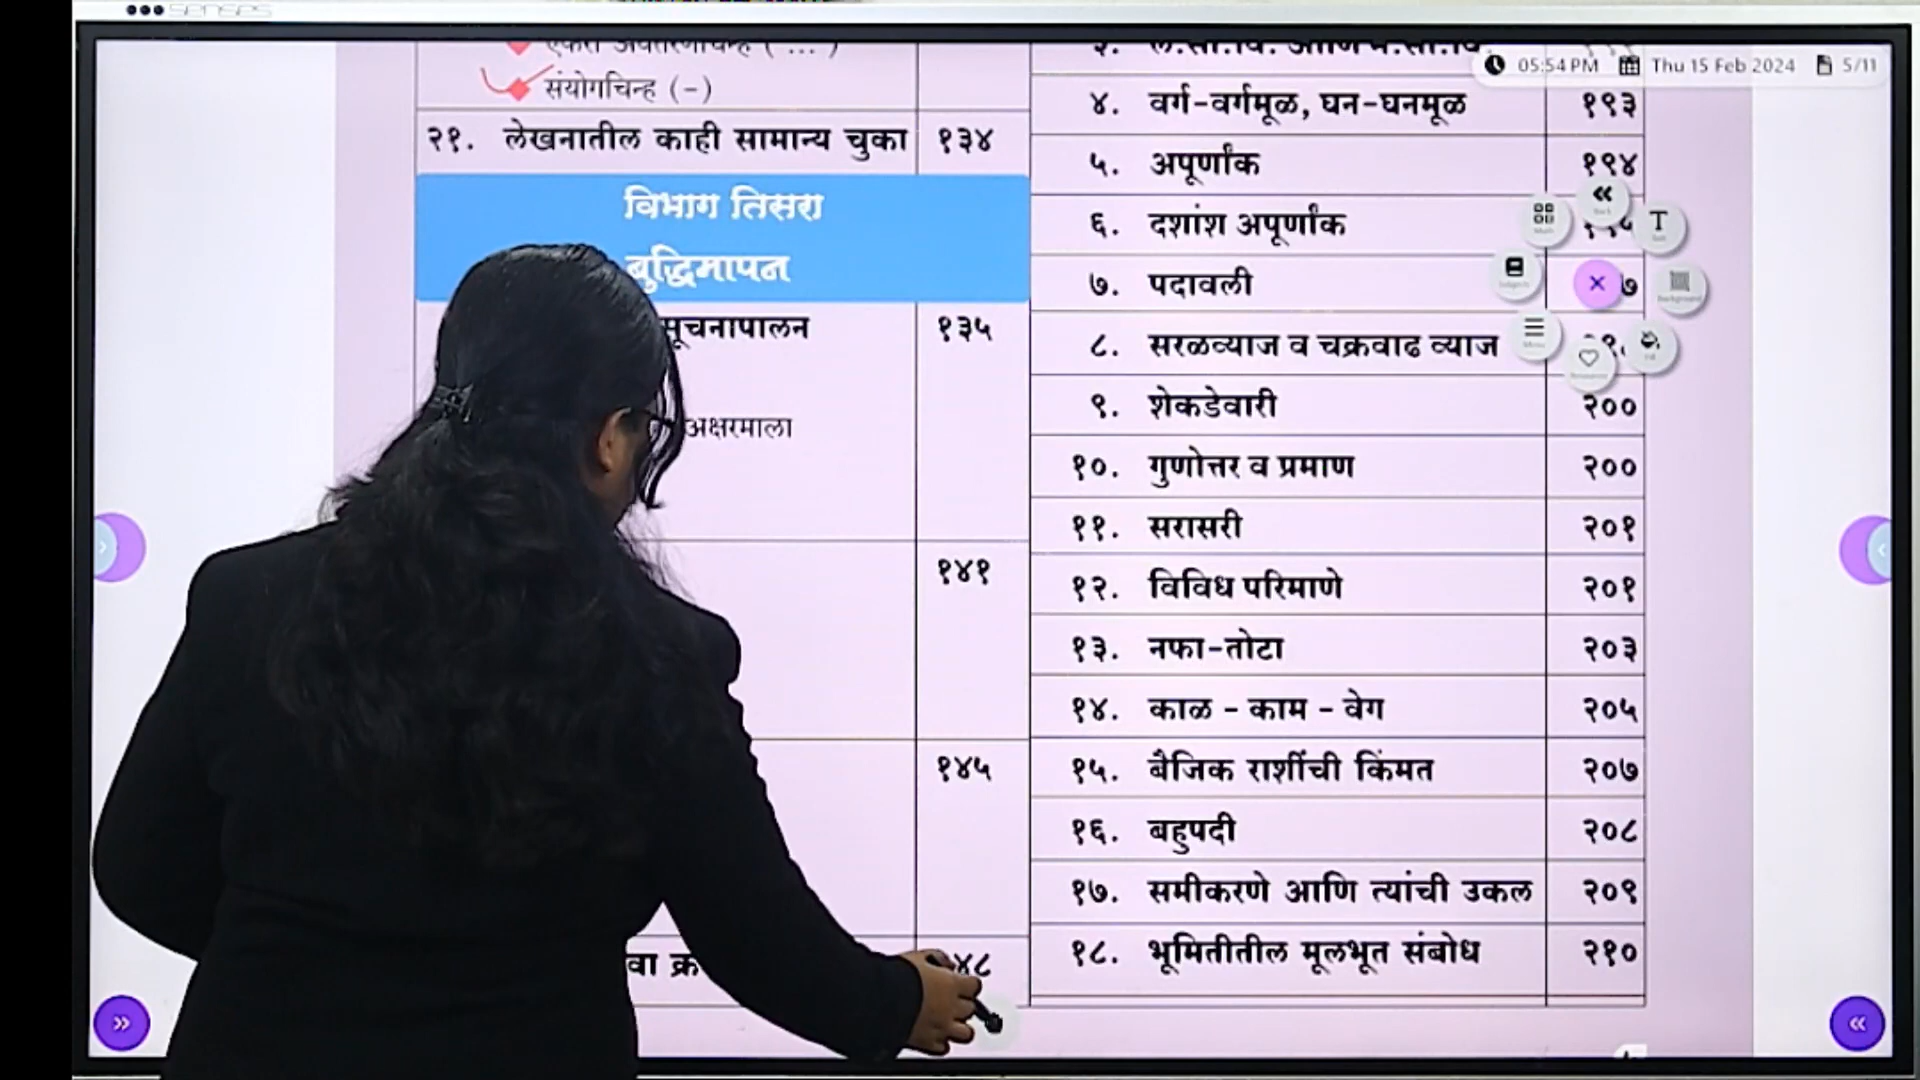 senses
05:54 PM Thu 15 Feb 2024 5/11
संयोगचिन्ह (-)
२१. लेखनातील काही सामान्य चुका १३४
विभाग तिसरा
बुद्धिमापन
सूचनापालन १३५
अक्षरमाला
१४१
१४५
४८
४. वर्ग-वर्गमूळ, घन-घनमूळ १९३
५. अपूर्णांक १९४
६. दशांश अपूर्णांक
७. पदावली
८. सरळव्याज व चक्रवाढ व्याज
९. शेकडेवारी २००
१०. गुणोत्तर व प्रमाण २००
११. सरासरी २०१
१२. विविध परिमाणे २०१
१३. नफा-तोटा २०३
१४. काळ - काम - वेग २०५
१५. बैजिक राशींची किंमत २०७
१६. बहुपदी २०८
१७. समीकरणे आणि त्यांची उकल २०९
१८. भूमितीतील मूलभूत संबोध २१०